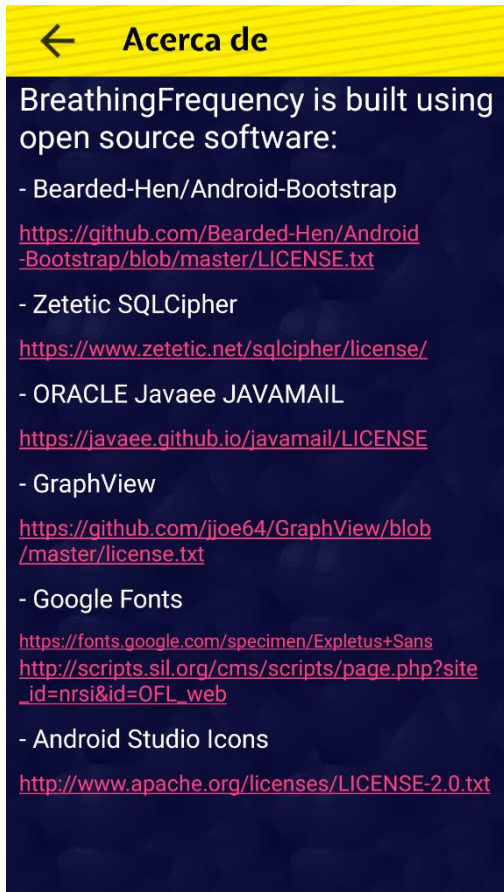 Acerca de
BreathingFrequency is built using
open source software:
- Bearded-Hen/Android-Bootstrap
https://github.com/Bearded-Hen/Android
-Bootstrap/blob/master/LICENSE.txt
- Zetetic SQLCipher
https://www.zetetic.net/sqlcipher/license/
- ORACLE Javaee JAVAMAIL
https://javaee.github.io/javamail/LICENSE
- GraphView
https://github.com/jjoe64/GraphView/blob
/master/license.txt
- Google Fonts
https://fonts.google.com/specimen/Expletus+Sans
http://scripts.sil.org/cms/scripts/page.php?site
_id=nrsi&id=OFL_web
- Android Studio Icons
http://www.apache.org/licenses/LICENSE-2.0.txt